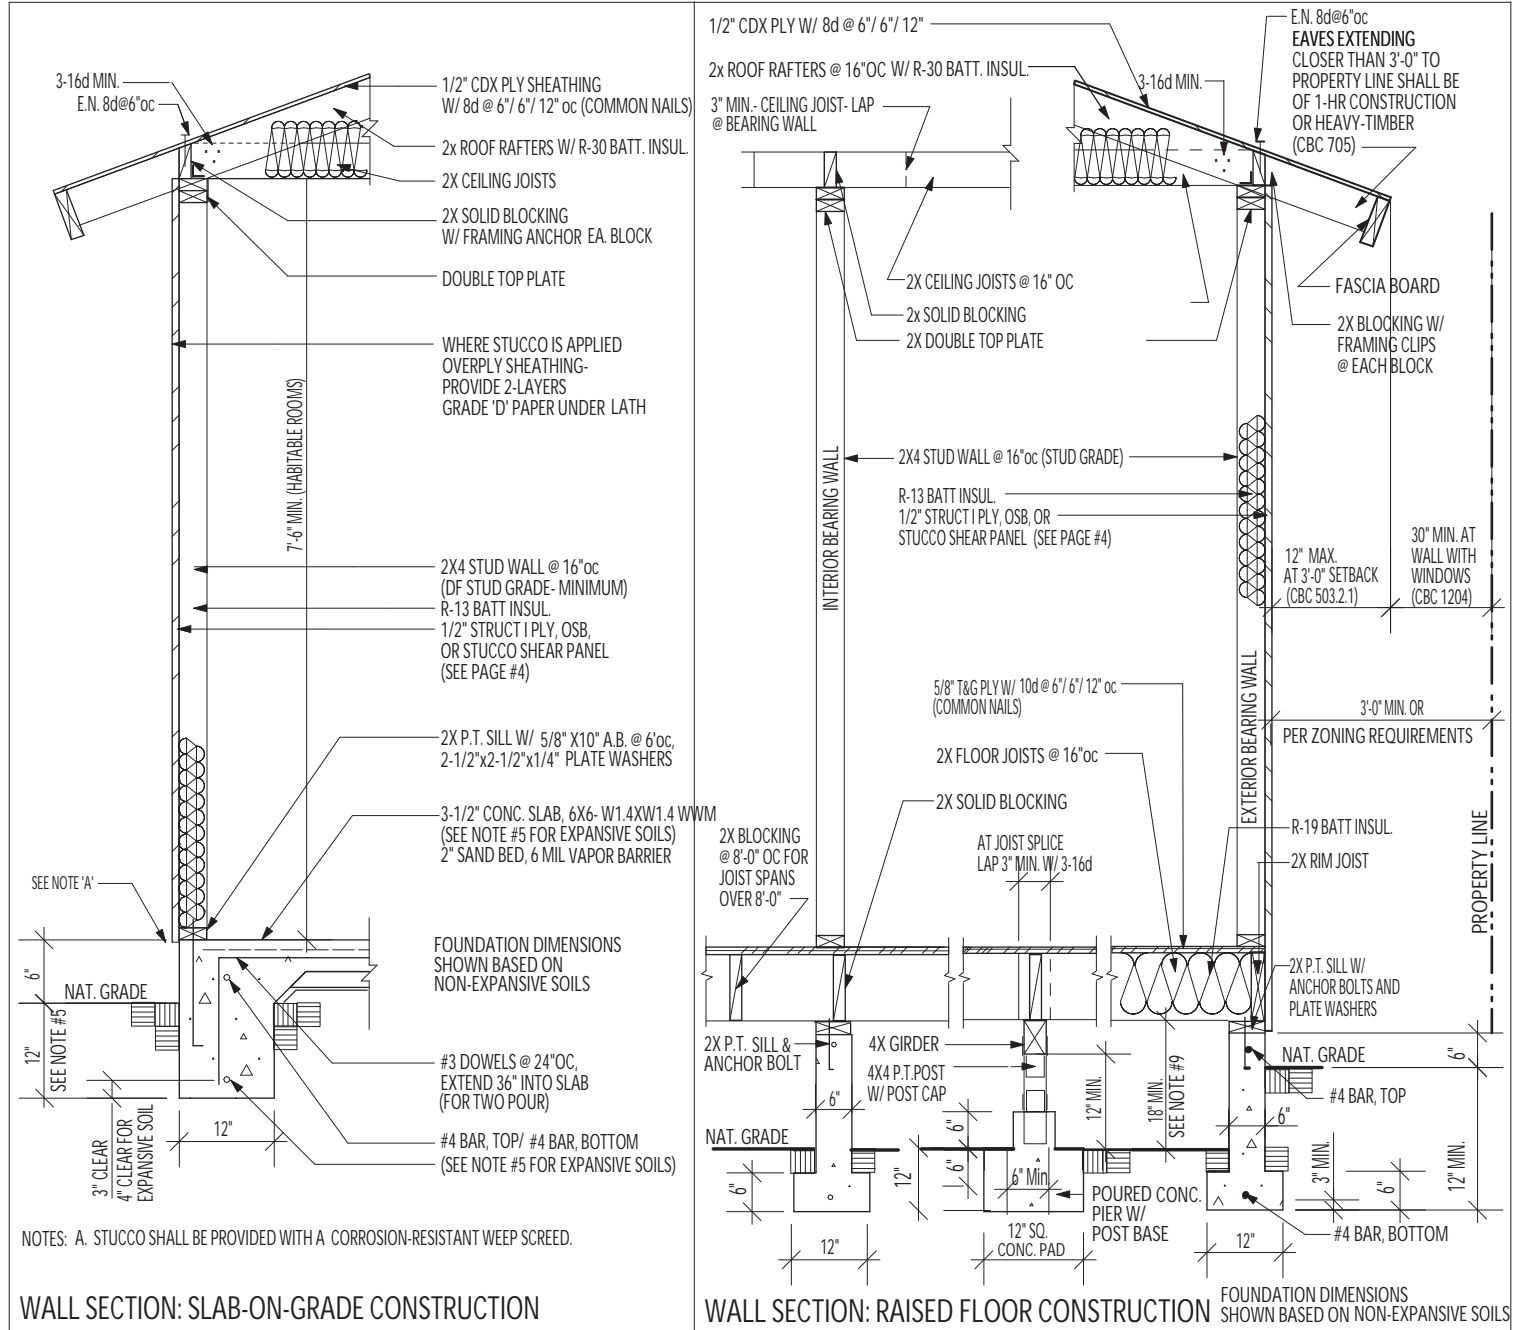 3-16d MIN.
E.N. 8d@6"oc
1/2" CDX PLY SHEATHING
W/ 8d @ 6"/ 6"/ 12" oc (COMMON NAILS)
2x ROOF RAFTERS W/ R-30 BATT. INSUL.
2X CEILING JOISTS
2X SOLID BLOCKING
W/ FRAMING ANCHOR EA. BLOCK
DOUBLE TOP PLATE
WHERE STUCCO IS APPLIED
OVERPLY SHEATHING-
PROVIDE 2-LAYERS
GRADE 'D' PAPER UNDER LATH
7'-6" MIN. (HABITABLE ROOMS)
2X4 STUD WALL @ 16"oc
(DF STUD GRADE- MINIMUM)
R-13 BATT INSUL.
1/2" STRUCT I PLY, OSB,
OR STUCCO SHEAR PANEL
(SEE PAGE #4)
2X P.T. SILL W/ 5/8" X10" A.B. @ 6'oc,
2-1/2"x2-1/2"x1/4" PLATE WASHERS
3-1/2" CONC. SLAB, 6X6- W1.4XW1.4 WWM
(SEE NOTE #5 FOR EXPANSIVE SOILS)
2" SAND BED, 6 MIL VAPOR BARRIER
SEE NOTE 'A'
FOUNDATION DIMENSIONS
SHOWN BASED ON
NON-EXPANSIVE SOILS
6"
NAT. GRADE
12"
SEE NOTE #5
#3 DOWELS @ 24"OC,
EXTEND 36" INTO SLAB
(FOR TWO POUR)
#4 BAR, TOP/ #4 BAR, BOTTOM
(SEE NOTE #5 FOR EXPANSIVE SOILS)
12"
3" CLEAR
4" CLEAR FOR
EXPANSIVE SOIL
NOTES: A. STUCCO SHALL BE PROVIDED WITH A CORROSION-RESISTANT WEEP SCREED.
WALL SECTION: SLAB-ON-GRADE CONSTRUCTION
1/2" CDX PLY W/ 8d @ 6"/ 6"/ 12"
2x ROOF RAFTERS @ 16"OC W/ R-30 BATT. INSUL.
3" MIN.- CEILING JOIST- LAP
@ BEARING WALL
3-16d MIN.
E.N. 8d@6"oc
EAVES EXTENDING
CLOSER THAN 3'-0" TO
PROPERTY LINE SHALL BE
OF 1-HR CONSTRUCTION
OR HEAVY-TIMBER
(CBC 705)
2X CEILING JOISTS @ 16" OC
2x SOLID BLOCKING
2X DOUBLE TOP PLATE
FASCIA BOARD
2X BLOCKING W/
FRAMING CLIPS
@ EACH BLOCK
INTERIOR BEARING WALL
2X4 STUD WALL @ 16"oc (STUD GRADE)
R-13 BATT INSUL.
1/2" STRUCT I PLY, OSB, OR
STUCCO SHEAR PANEL (SEE PAGE #4)
12" MAX.
AT 3'-0" SETBACK
(CBC 503.2.1)
30" MIN. AT
WALL WITH
WINDOWS
(CBC 1204)
EXTERIOR BEARING WALL
5/8" T&G PLY W/ 10d @ 6"/ 6"/ 12" oc
(COMMON NAILS)
3'-0" MIN. OR
PER ZONING REQUIREMENTS
2X FLOOR JOISTS @ 16"oc
2X SOLID BLOCKING
2X BLOCKING
@ 8'-0" OC FOR
JOIST SPANS
OVER 8'-0"
AT JOIST SPLICE
LAP 3" MIN. W/ 3-16d
R-19 BATT INSUL.
2X RIM JOIST
PROPERTY LINE
2X P.T. SILL W/
ANCHOR BOLTS AND
PLATE WASHERS
2X P.T. SILL &
ANCHOR BOLT
4X GIRDER
4X4 P.T.POST
W/ POST CAP
12" MIN.
18" MIN.
SEE NOTE #9
NAT. GRADE
6"
#4 BAR, TOP
6"
6"
6"
NAT. GRADE
6"
12"
6"
6" Min.
POURED CONC.
PIER W/
POST BASE
3" MIN.
6"
12" MIN.
#4 BAR, BOTTOM
12"
12" SQ.
CONC. PAD
12"
WALL SECTION: RAISED FLOOR CONSTRUCTION
FOUNDATION DIMENSIONS
SHOWN BASED ON NON-EXPANSIVE SOILS